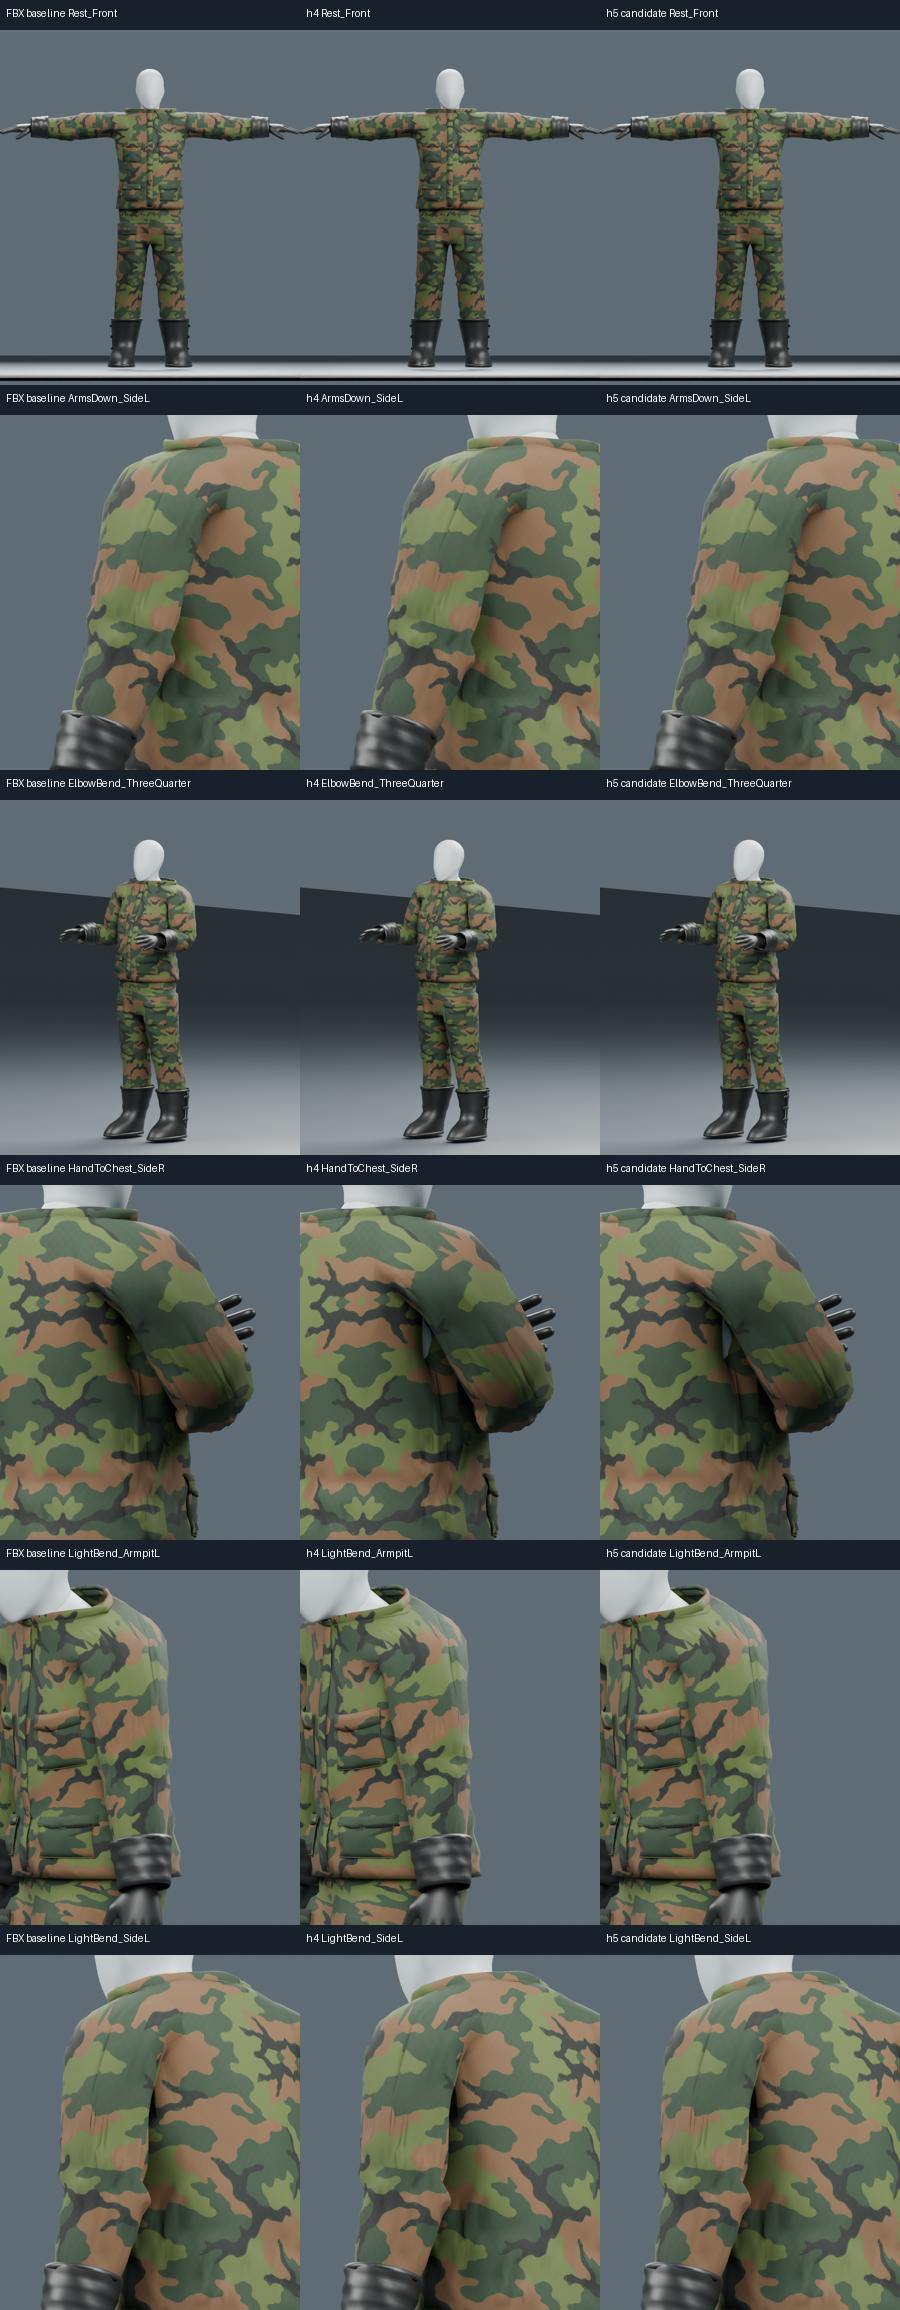 FBX baseline Rest_Front
h4 Rest_Front
h5 candidate Rest_Front
FBX baseline ArmsDown_SideL
h4 ArmsDown_SideL
h5 candidate ArmsDown_SideL
FBX baseline ElbowBend_ThreeQuarter
h4 ElbowBend_ThreeQuarter
h5 candidate ElbowBend_ThreeQuarter
FBX baseline HandToChest_SideR
h4 HandToChest_SideR
h5 candidate HandToChest_SideR
FBX baseline LightBend_ArmpitL
h4 LightBend_ArmpitL
h5 candidate LightBend_ArmpitL
FBX baseline LightBend_SideL
h4 LightBend_SideL
h5 candidate LightBend_SideL